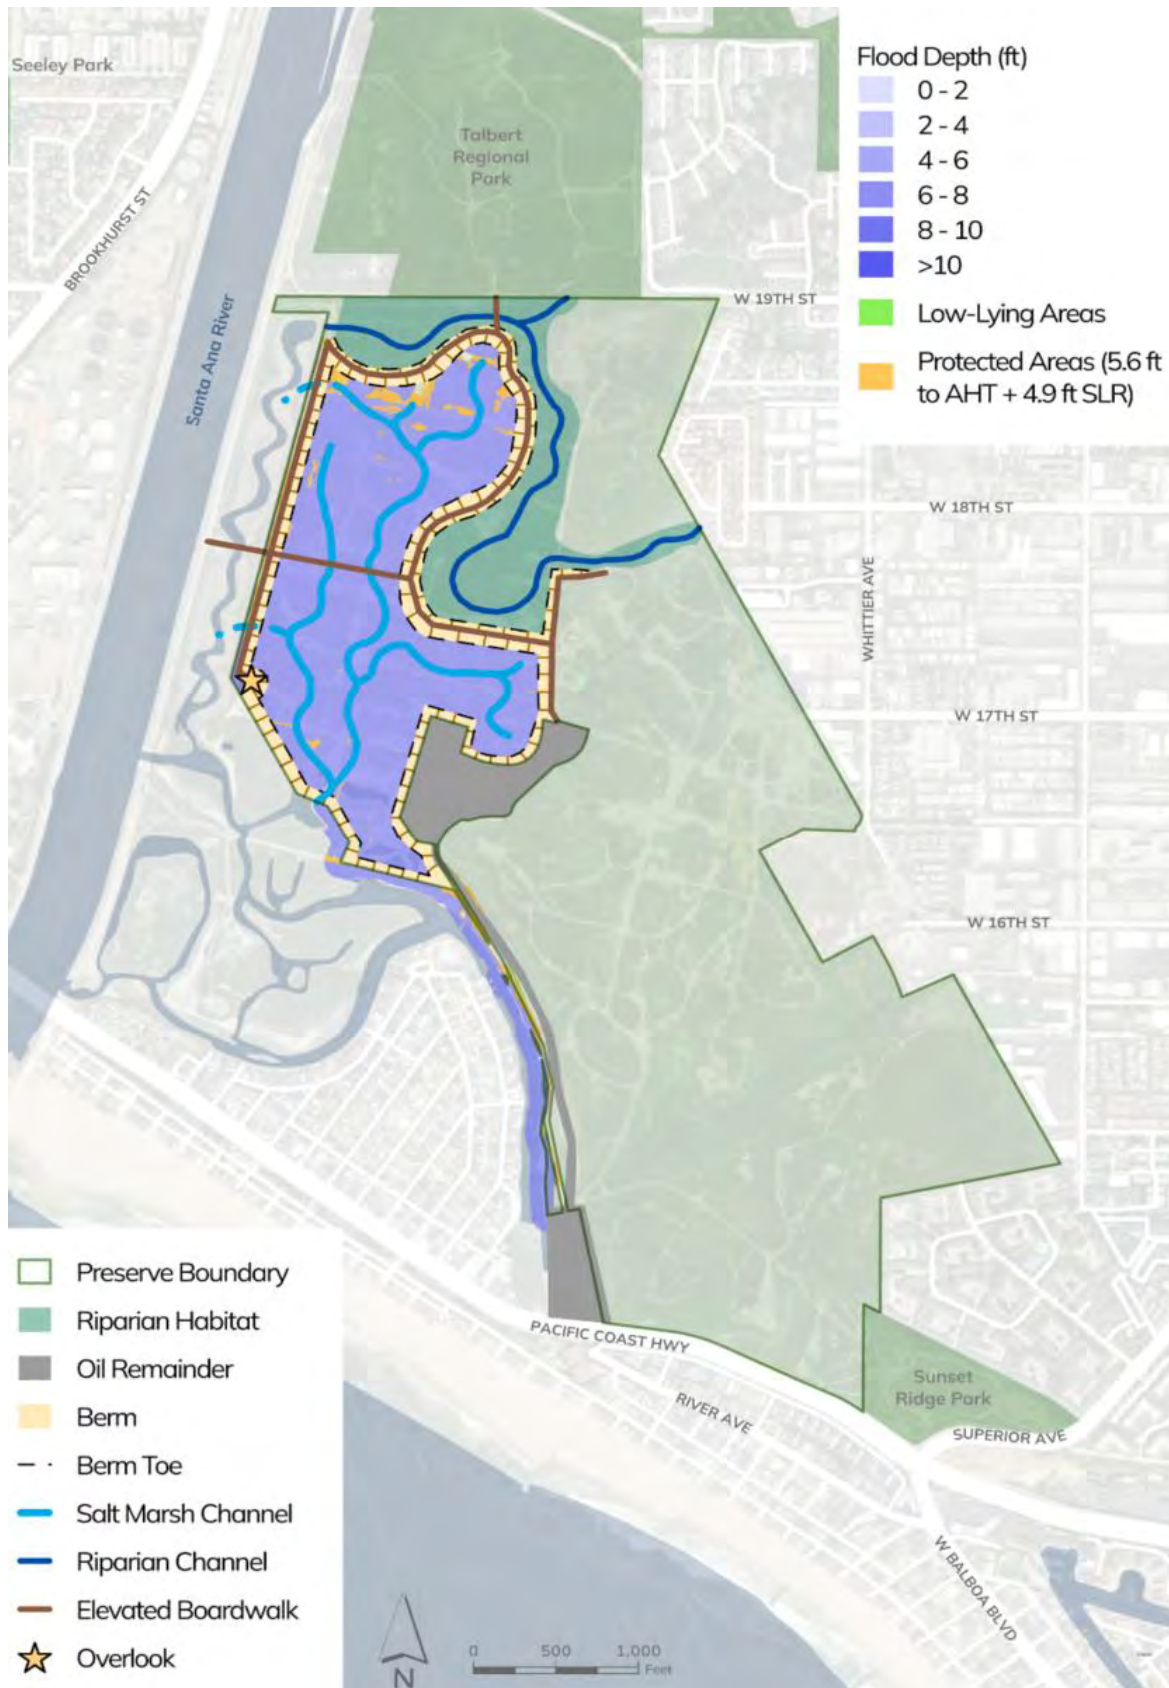 Seeley Park
Talbert
Regional
Park
BROOKHURST ST
Santa Ana River
Flood Depth (ft)
0 - 2
2 - 4
4 - 6
6 - 8
8 - 10
>10
Low-Lying Areas
Protected Areas (5.6 ft
to AHT + 4.9 ft SLR)
W 19TH ST
W 18TH ST
WHITTIER AVE
W 17TH ST
W 16TH ST
Preserve Boundary
Riparian Habitat
Oil Remainder
Berm
Berm Toe
Salt Marsh Channel
Riparian Channel
Elevated Boardwalk
Overlook
PACIFIC COAST HWY
RIVER AVE
Sunset
Ridge Park
SUPERIOR AVE
W BALBOA BLVD
N
0 500 1,000
Feet